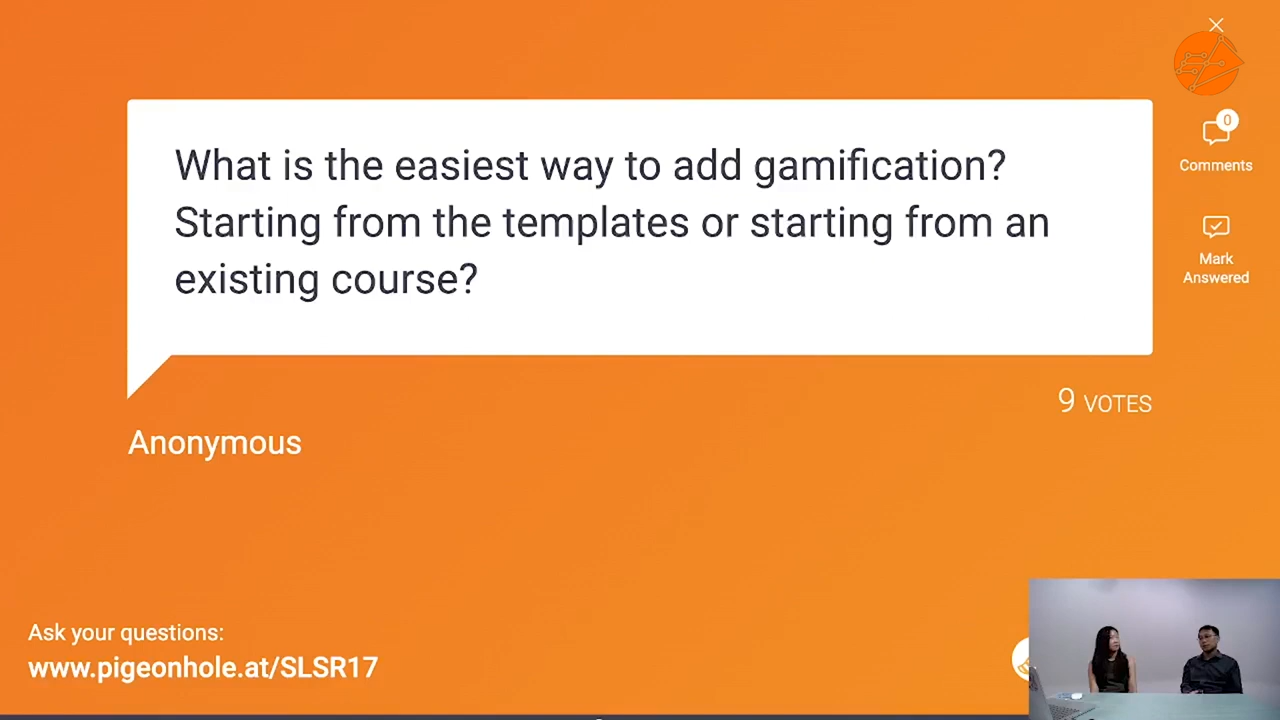 What is the easiest way to add gamification?
Starting from the templates or starting from an
existing course?
0
Comments
Mark
Answered
9 VOTES
Anonymous
Ask your questions:
www.pigeonhole.at/SLSR17